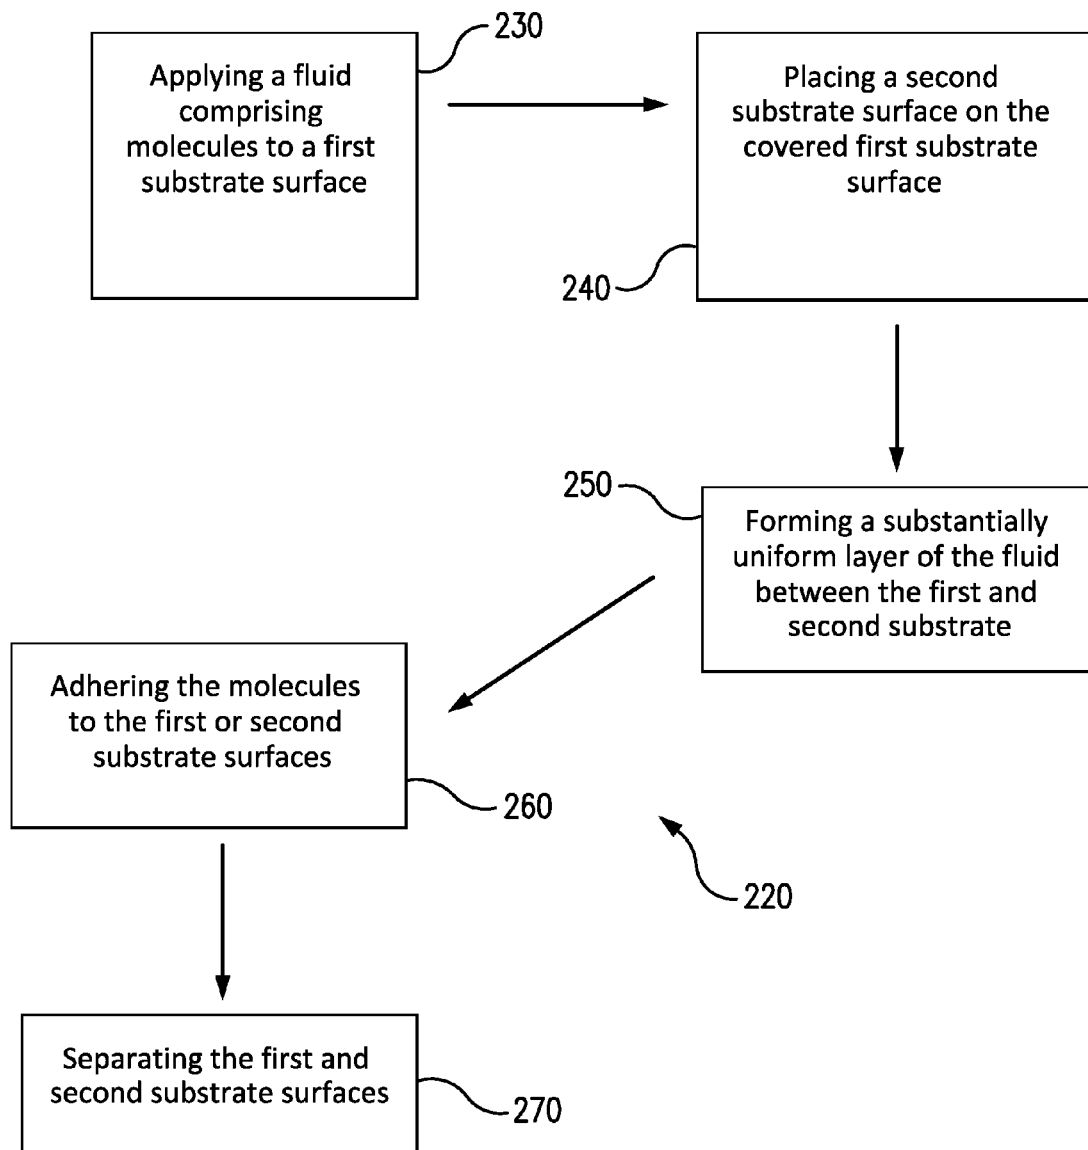 230
Applying a fluid
comprising
molecules to a first
substrate surface
Placing a second
substrate surface on the
covered first substrate
surface
240
250
Forming a substantially
uniform layer of the fluid
between the first and
second substrate
Adhering the molecules
to the first or second
substrate surfaces
260
220
Separating the first and
second substrate surfaces
270